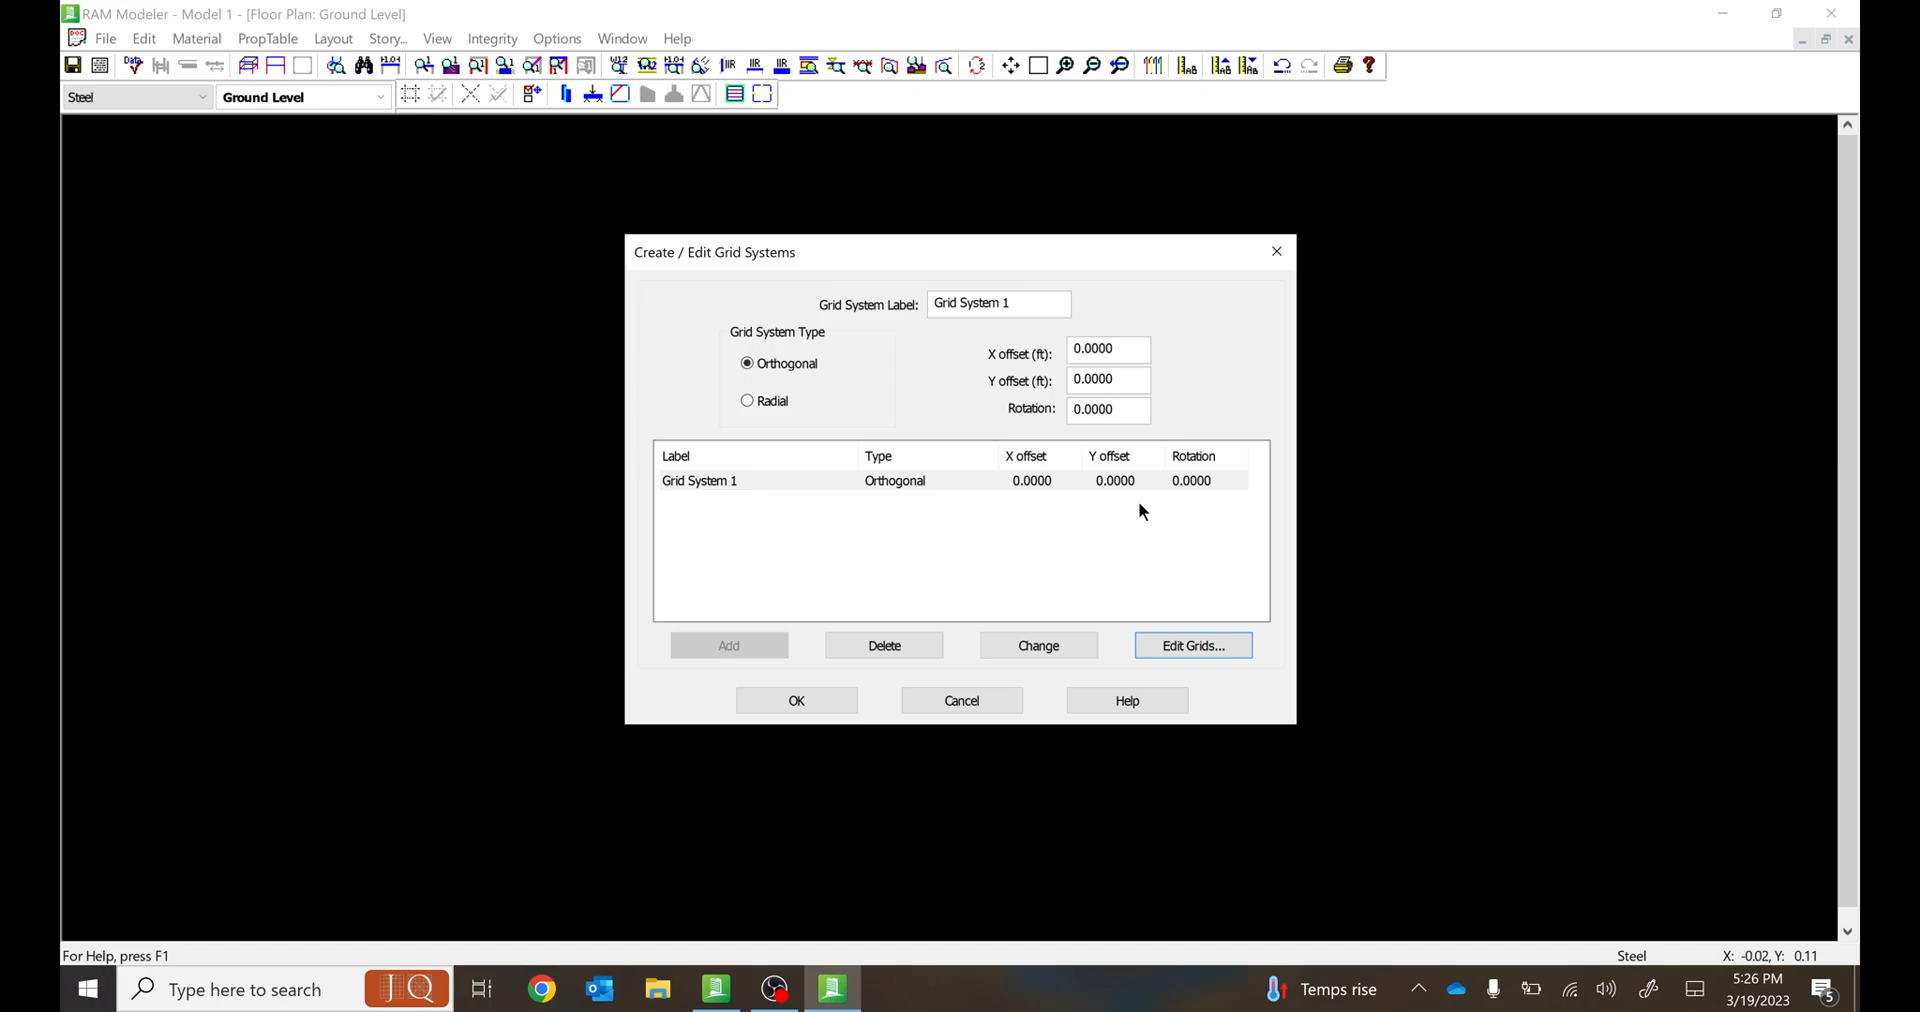 RAM Modeler - Model 1 - [Floor Plan: Ground Level]
File Edit Material PropTable Layout Story... View Integrity Options Window Help
Steel Ground Level
Create / Edit Grid Systems
Grid System Label: Grid System 1
Grid System Type
Orthogonal
Radial
X offset (ft): 0.0000
Y offset (ft): 0.0000
Rotation: 0.0000
Label Type X offset Y offset Rotation
Grid System 1 Orthogonal 0.0000 0.0000 0.0000
Add Delete Change Edit Grids...
OK Cancel Help
For Help, press F1 Steel X: -0.02, Y: 0.11
Type here to search Temps rise 5:26 PM
3/19/2023 5